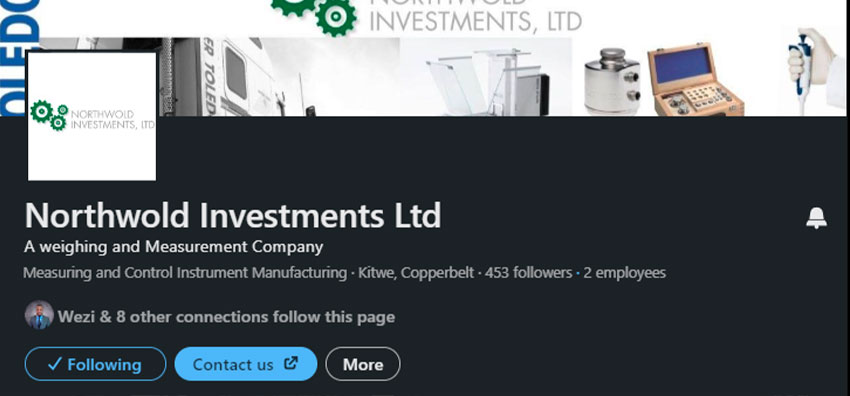 OLEDO
NORTHWOLD
INVESTMENTS, LTD
ER TOLEDO
NORTHWOLD
INVESTMENTS, LTD
Northwold Investments Ltd
A weighing and Measurement Company
Measuring and Control Instrument Manufacturing · Kitwe, Copperbelt · 453 followers · 2 employees
Wezi & 8 other connections follow this page
Following
Contact us
More